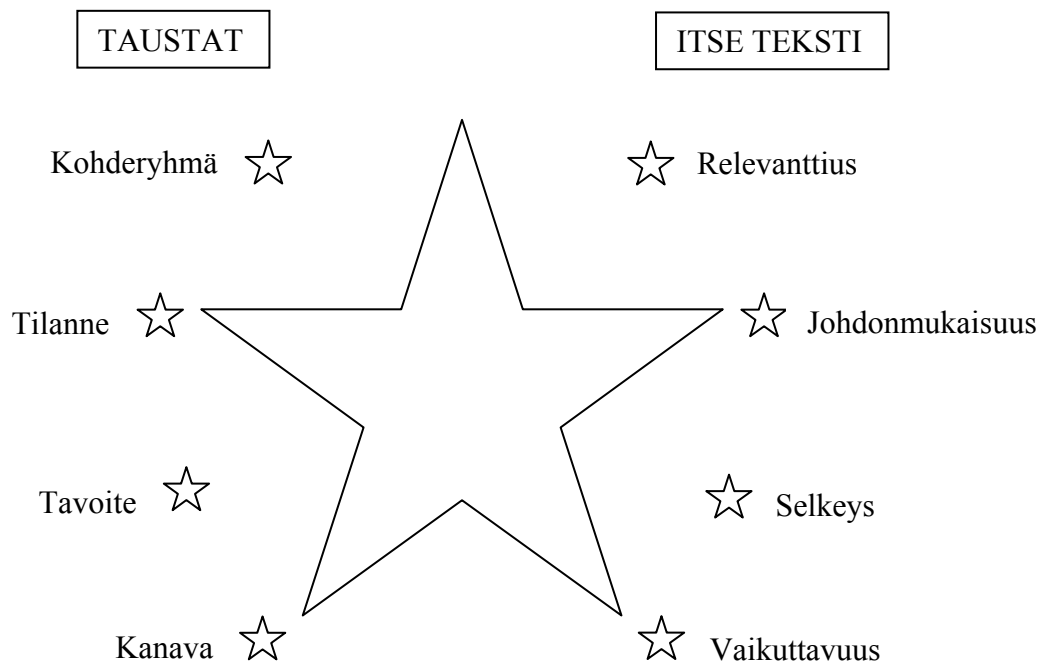 TAUSTAT
ITSE TEKSTI
Kohderyhmä
Relevanttius
Tilanne
Johdonmukaisuus
Tavoite
Selkeys
Kanava
Vaikuttavuus